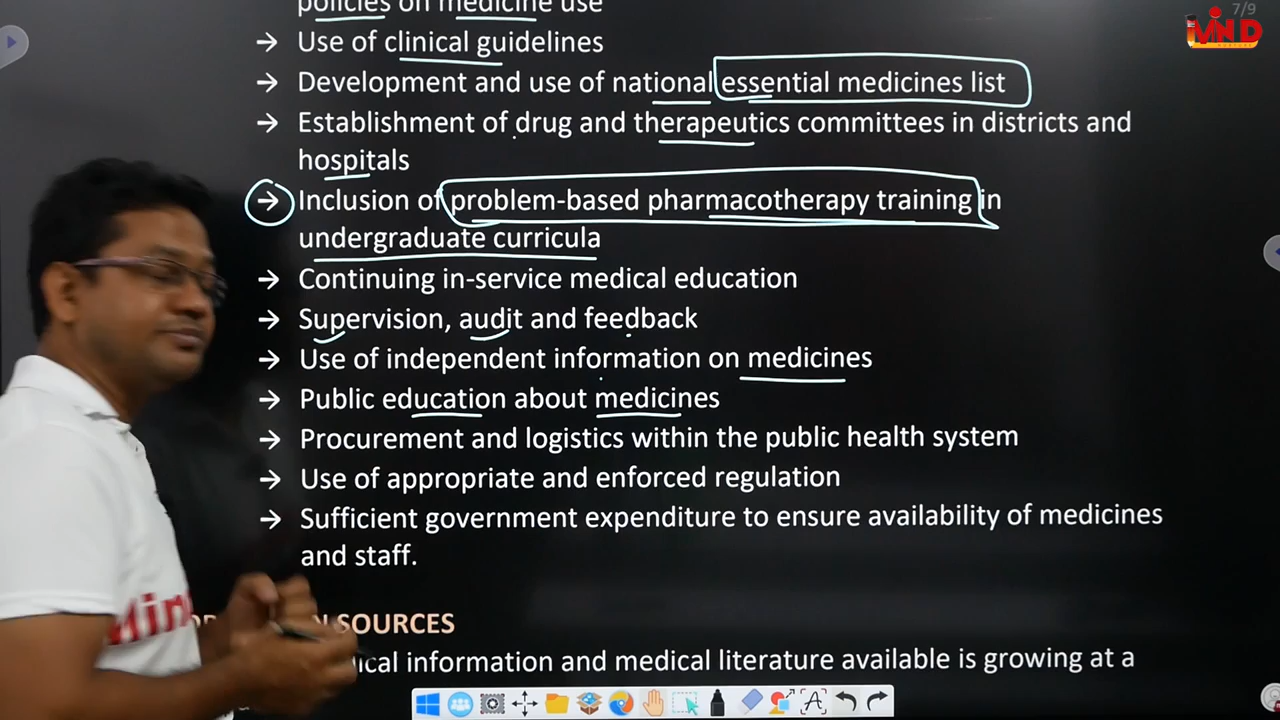 policies on medicine use
7/9
MIND
→ Use of clinical guidelines
→ Development and use of national essential medicines list
→ Establishment of drug and therapeutics committees in districts and
hospitals
→ Inclusion of problem-based pharmacotherapy training in
undergraduate curricula
→ Continuing in-service medical education
→ Supervision, audit and feedback
→ Use of independent information on medicines
→ Public education about medicines
→ Procurement and logistics within the public health system
→ Use of appropriate and enforced regulation
→ Sufficient government expenditure to ensure availability of medicines
and staff.
SOURCES
information and medical literature available is growing at a